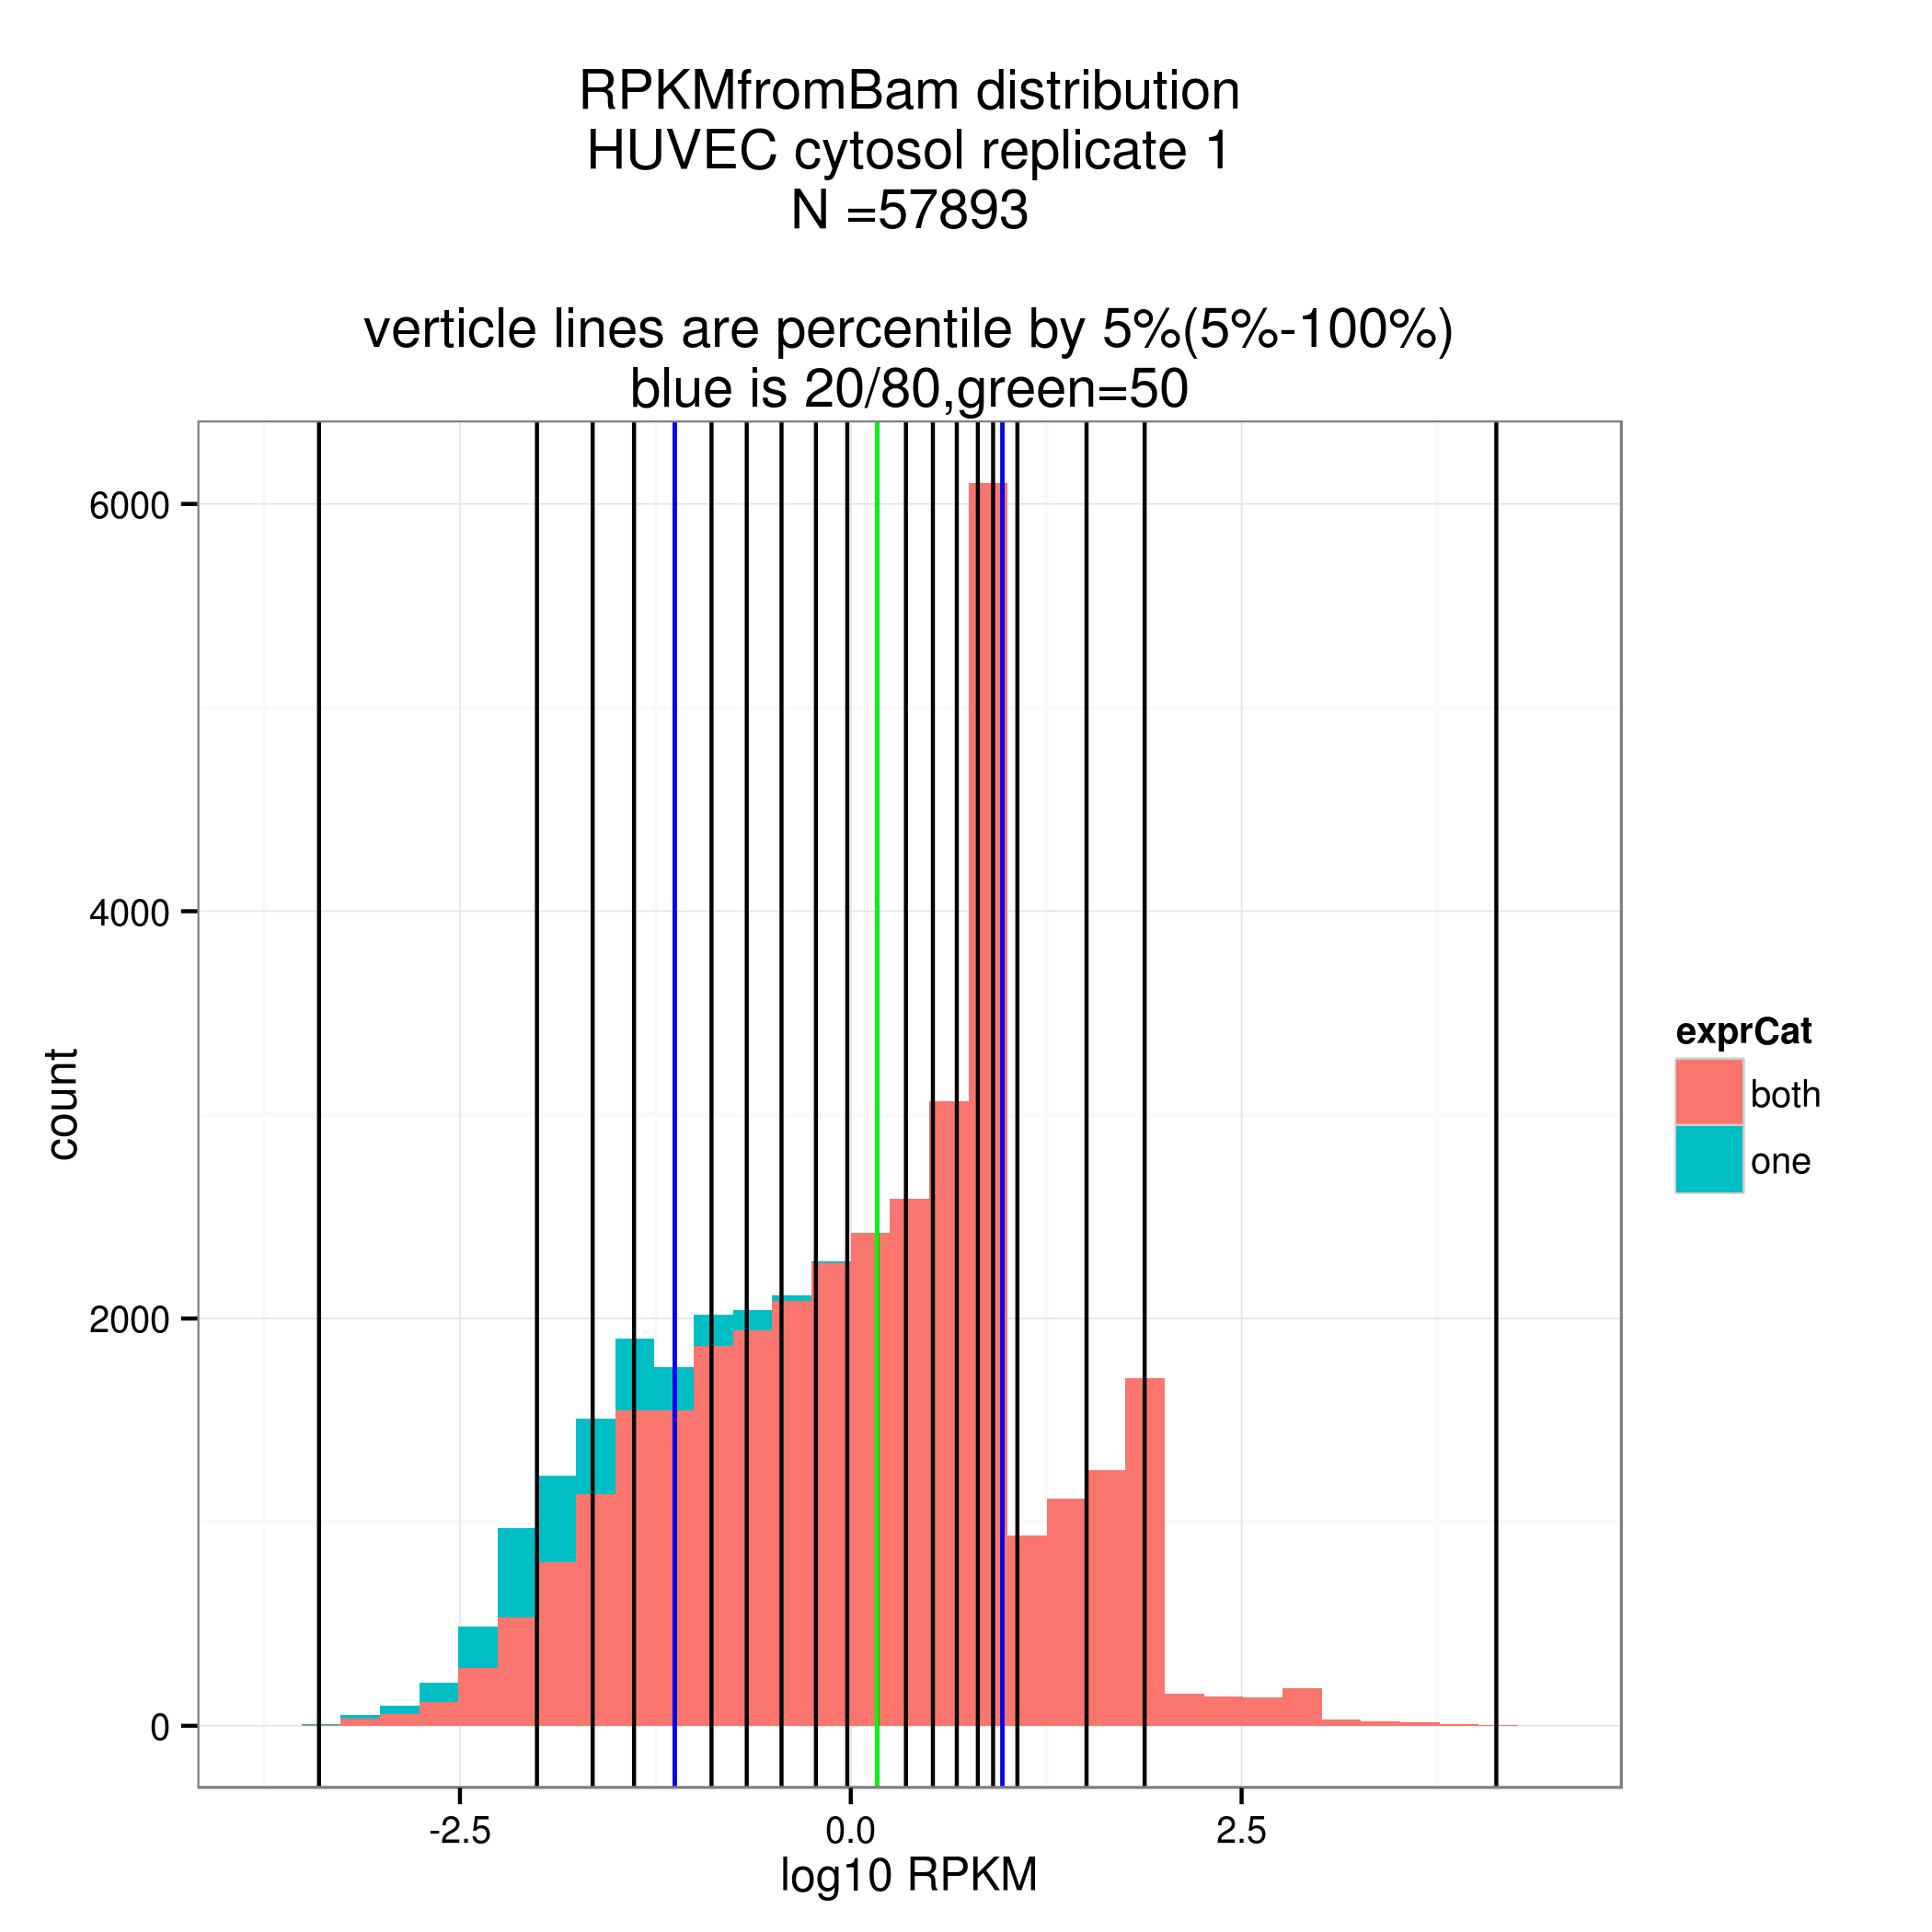 RPKMfromBam distribution
HUVEC cytosol replicate 1
N =57893
verticle lines are percentile by 5%(5%-100%)
blue is 20/80,green=50
6000
4000
2000
0
count
-2.5
0.0
2.5
log10 RPKM
exprCat
both
one